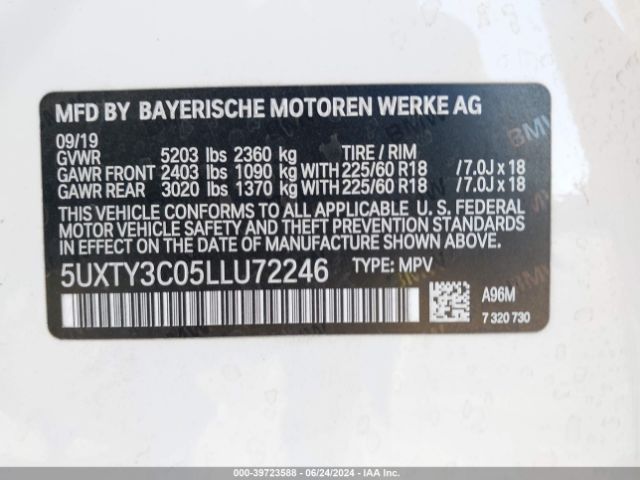 MFD BY BAYERISCHE MOTOREN WERKE AG
09/19
GVWR 5203 lbs 2360 kg TIRE / RIM
GAWR FRONT 2403 lbs 1090 kg WITH 225/60 R18 /7.0J x 18
GAWR REAR 3020 lbs 1370 kg WITH 225/60 R18 /7.0J x 18
THIS VEHICLE CONFORMS TO ALL APPLICABLE U. S. FEDERAL
MOTOR VEHICLE SAFETY AND THEFT PREVENTION STANDARDS
IN EFFECT ON THE DATE OF MANUFACTURE SHOWN ABOVE.
5UXTY3C05LLU72246 TYPE: MPV
A96M
7 320 730
000-39723588 - 06/24/2024 - IAA Inc.